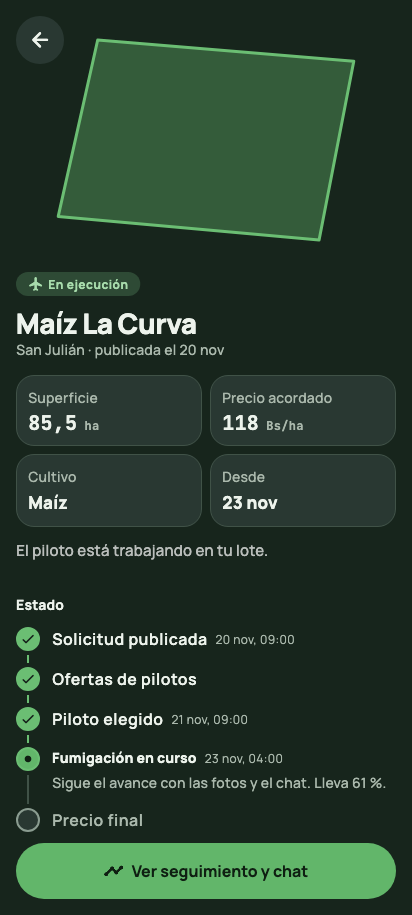 En ejecución
Maíz La Curva
San Julián · publicada el 20 nov
Superficie
85,5 ha
Precio acordado
118 Bs/ha
Cultivo
Maíz
Desde
23 nov
El piloto está trabajando en tu lote.
Estado
Solicitud publicada 20 nov, 09:00
Ofertas de pilotos
Piloto elegido 21 nov, 09:00
Fumigación en curso 23 nov, 04:00
Sigue el avance con las fotos y el chat. Lleva 61 %.
Precio final
Ver seguimiento y chat